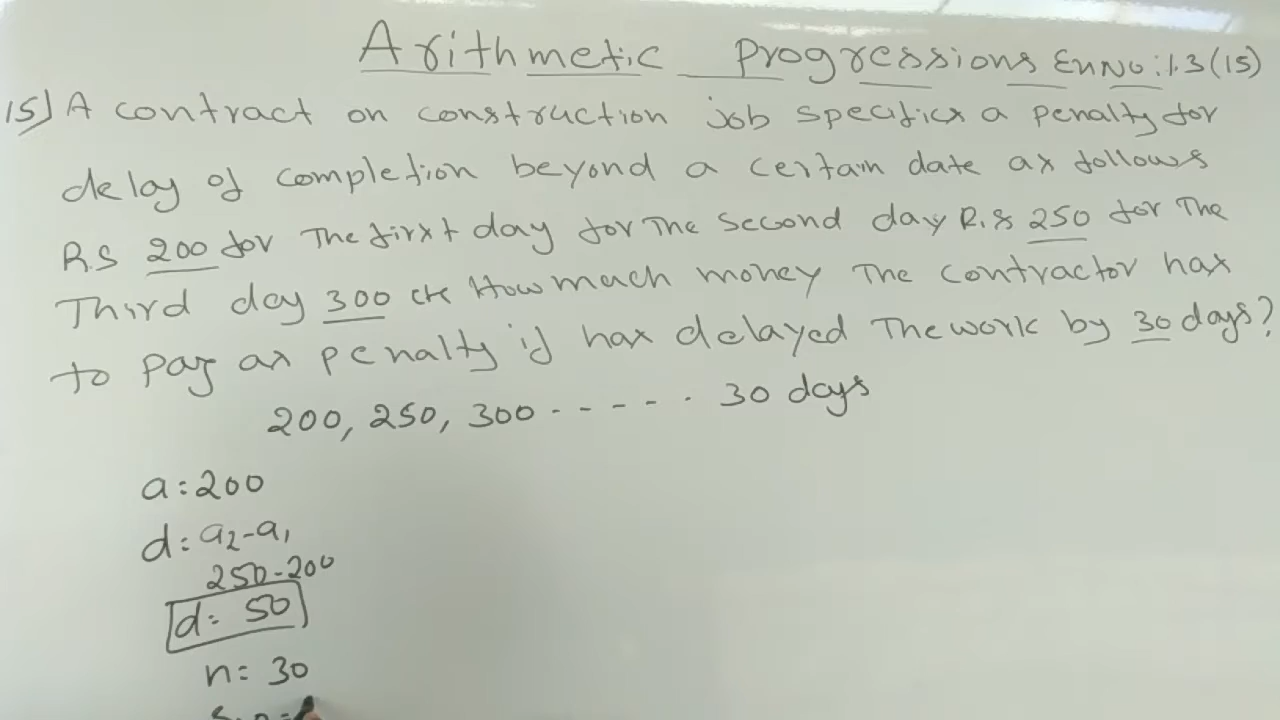 Arithmetic Progressions ExNo:1.3(15)
15) A contract on construction job specifies a penalty for
delay of completion beyond a certain date as follows
R.S 200 for The first day for The second day R.s 250 for The
Third day 300 etc How much money The contractor has
to pay as penalty if has delayed The work by 30 days?
200, 250, 300 - - - - - . 30 days
a:200
d: a2-a1
250-200
d: 50
n: 30